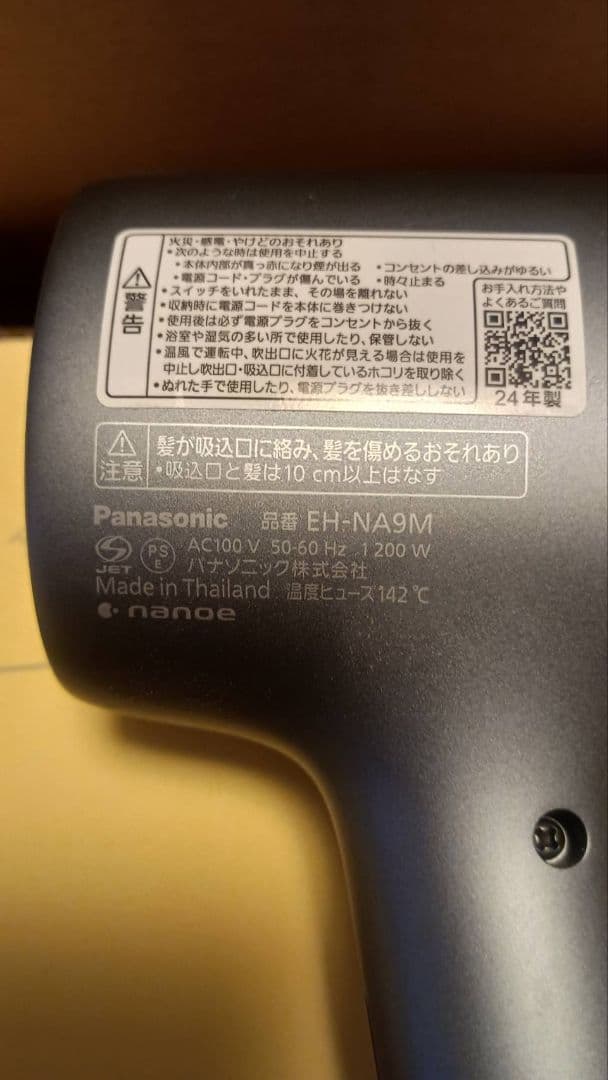 火災・感電・やけどのおそれあり
・次のような時は使用を中止する
・本体内部が真っ赤になり煙が出る ・コンセントの差し込みがゆるい
・電源コード・プラグが傷んでいる ・時々止まる
・スイッチをいれたまま、その場を離れない
・収納時に電源コードを本体に巻きつけない
・使用後は必ず電源プラグをコンセントから抜く
・浴室や湿気の多い所で使用したり、保管しない
・温風で運転中、吹出口に火花が見える場合は使用を
中止し吹出口・吸込口に付着しているホコリを取り除く
・ぬれた手で使用したり、電源プラグを抜き差ししない
警告
お手入れ方法や
よくあるご質問
24年製
注意
髪が吸込口に絡み、髪を傷めるおそれあり
・吸込口と髪は10 cm以上はなす
Panasonic 品番 EH-NA9M
JET PS E AC100 V 50-60 Hz 1 200 W
パナソニック株式会社
Made in Thailand 温度ヒューズ142 ℃
nanoe